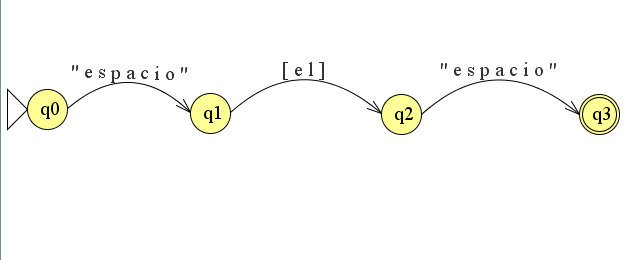 "espacio" [el] "espacio"
q0 q1 q2 q3